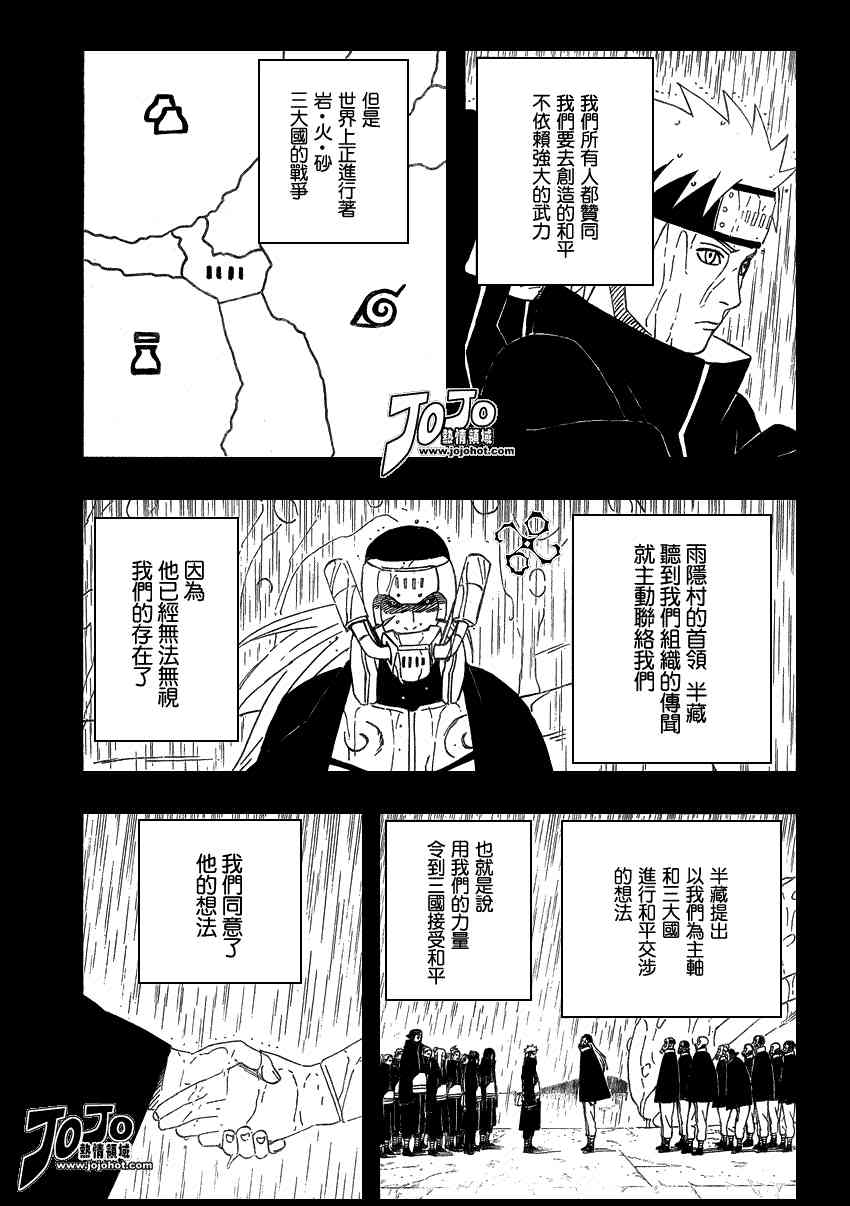 我們所有人都贊同
我們要去創造的和平
不依賴強大的武力
但是
世界上正進行著
岩·火·砂
三大國的戰爭
JOJO
熱情領域
www.jojohot.com
雨隱村的首領 半藏
聽到我們組織的傳聞
就主動聯絡我們
因為
他已經無法無視
我們的存在了
半藏提出
以我們為主軸
和三大國
進行和平交涉
的想法
也就是說
用我們的力量
令到三國接受和平
我們同意了
他的想法
JOJO
熱情領域
www.jojohot.com